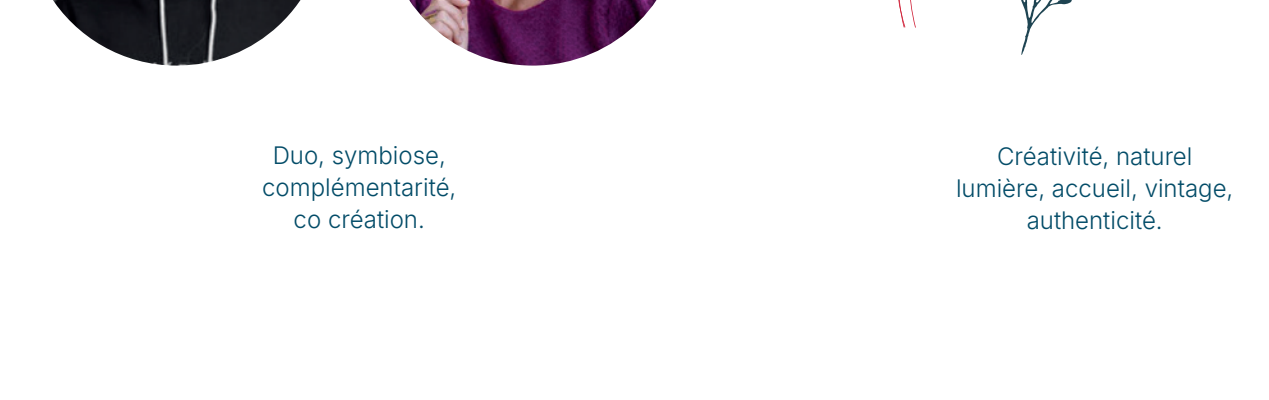 Duo, symbiose,
complémentarité,
co création.
Créativité, naturel
lumière, accueil, vintage,
authenticité.